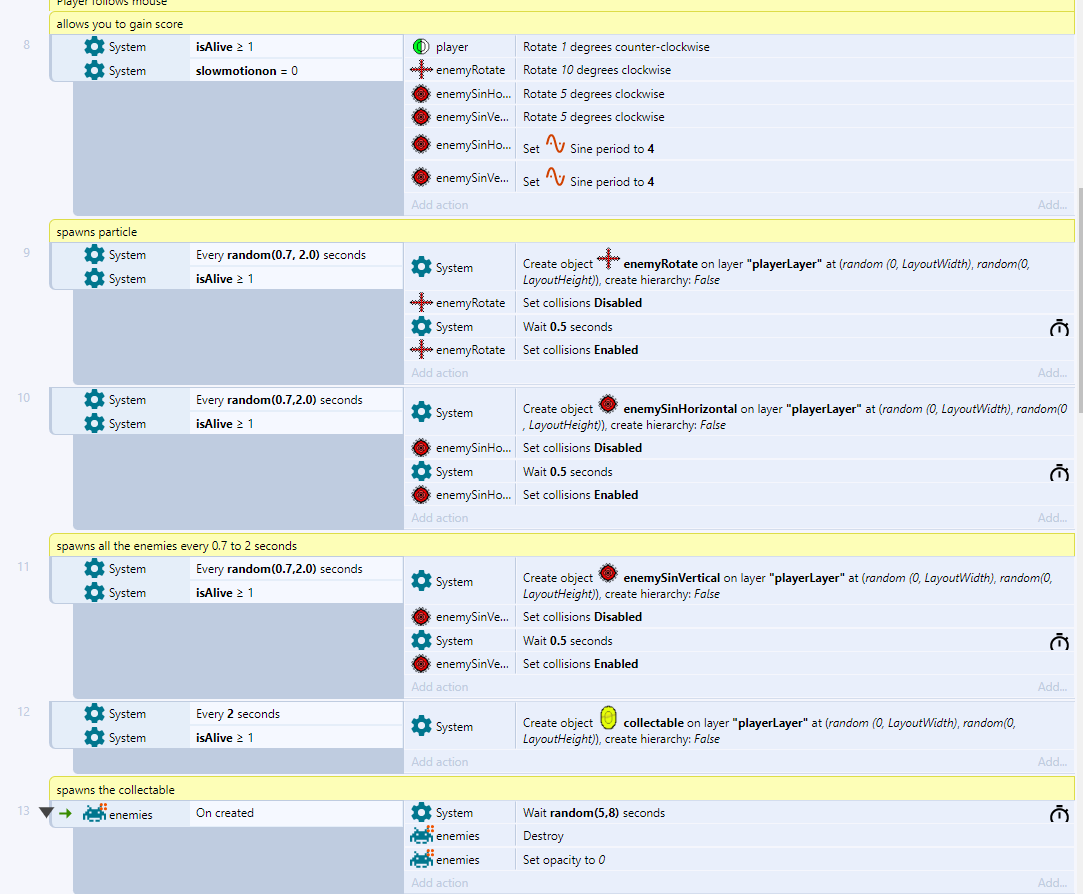 Player follows mouse
allows you to gain score
8
System isAlive ≥ 1
System slowmotionon = 0
player Rotate 1 degrees counter-clockwise
enemyRotate Rotate 10 degrees clockwise
enemySinHo... Rotate 5 degrees clockwise
enemySinVe... Rotate 5 degrees clockwise
enemySinHo... Set Sine period to 4
enemySinVe... Set Sine period to 4
Add action Add...
spawns particle
9
System Every random(0.7, 2.0) seconds
System isAlive ≥ 1
System Create object enemyRotate on layer "playerLayer" at (random (0, LayoutWidth), random(0,
LayoutHeight)), create hierarchy: False
enemyRotate Set collisions Disabled
System Wait 0.5 seconds
enemyRotate Set collisions Enabled
Add action Add...
10
System Every random(0.7,2.0) seconds
System isAlive ≥ 1
System Create object enemySinHorizontal on layer "playerLayer" at (random (0, LayoutWidth), random(0
, LayoutHeight)), create hierarchy: False
enemySinHo... Set collisions Disabled
System Wait 0.5 seconds
enemySinHo... Set collisions Enabled
Add action Add...
spawns all the enemies every 0.7 to 2 seconds
11
System Every random(0.7,2.0) seconds
System isAlive ≥ 1
System Create object enemySinVertical on layer "playerLayer" at (random (0, LayoutWidth), random(0,
LayoutHeight)), create hierarchy: False
enemySinVe... Set collisions Disabled
System Wait 0.5 seconds
enemySinVe... Set collisions Enabled
Add action Add...
12
System Every 2 seconds
System isAlive ≥ 1
System Create object collectable on layer "playerLayer" at (random (0, LayoutWidth), random(0,
LayoutHeight)), create hierarchy: False
Add action Add...
spawns the collectable
13
enemies On created
System Wait random(5,8) seconds
enemies Destroy
enemies Set opacity to 0
Add action Add...